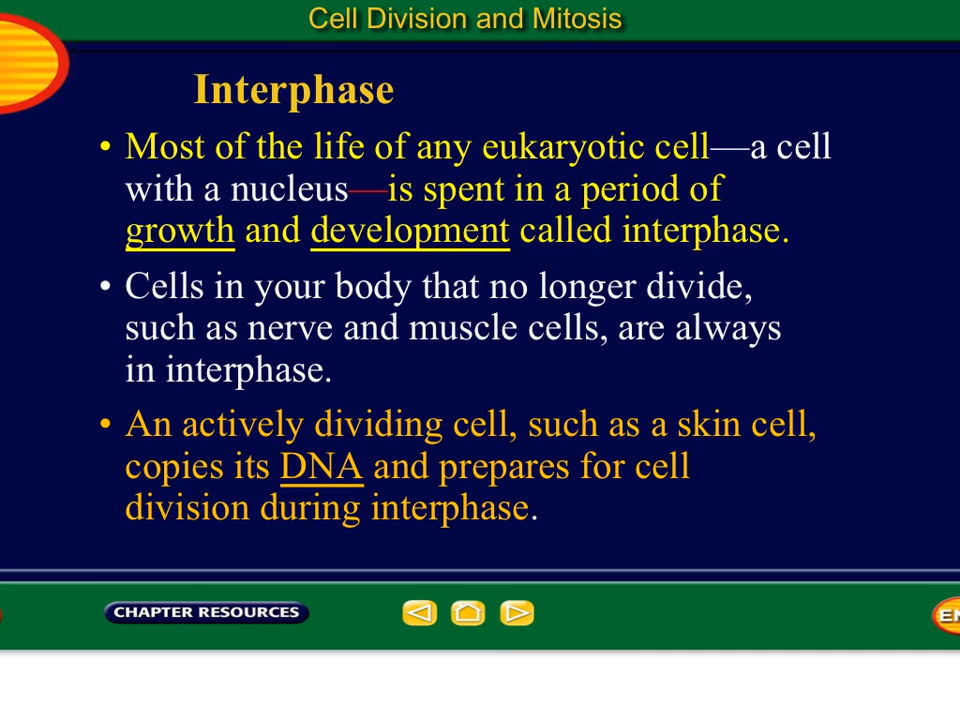 Cell Division and Mitosis
Interphase
• Most of the life of any eukaryotic cell—a cell
with a nucleus—is spent in a period of
growth and development called interphase.
• Cells in your body that no longer divide,
such as nerve and muscle cells, are always
in interphase.
• An actively dividing cell, such as a skin cell,
copies its DNA and prepares for cell
division during interphase.
CHAPTER RESOURCES
EN